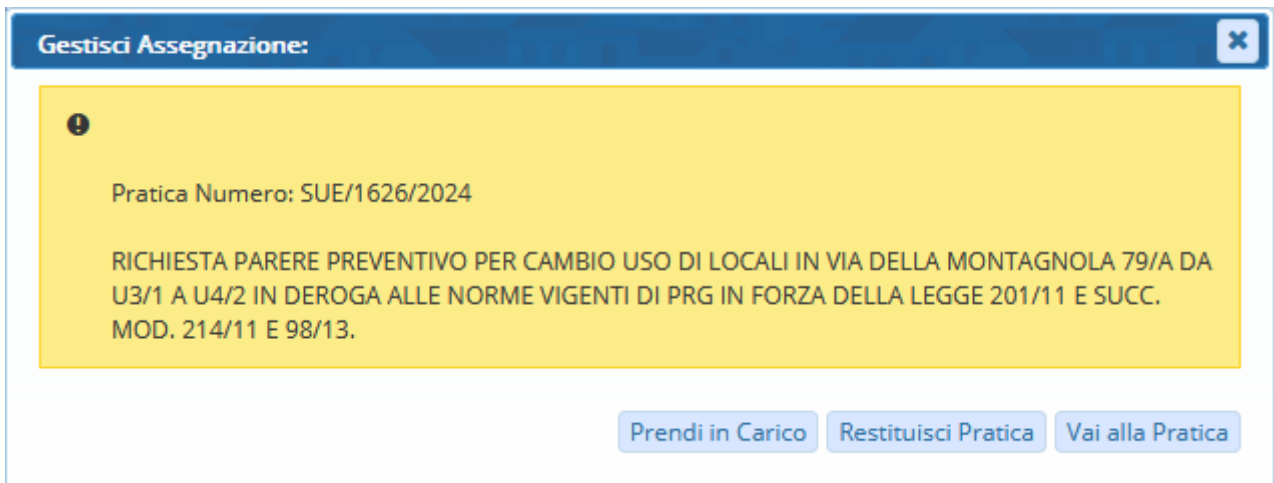 Gestisci Assegnazione:
Pratica Numero: SUE/1626/2024
RICHIESTA PARERE PREVENTIVO PER CAMBIO USO DI LOCALI IN VIA DELLA MONTAGNOLA 79/A DA
U3/1 A U4/2 IN DEROGA ALLE NORME VIGENTI DI PRG IN FORZA DELLA LEGGE 201/11 E SUCC.
MOD. 214/11 E 98/13.
Prendi in Carico Restituisci Pratica Vai alla Pratica